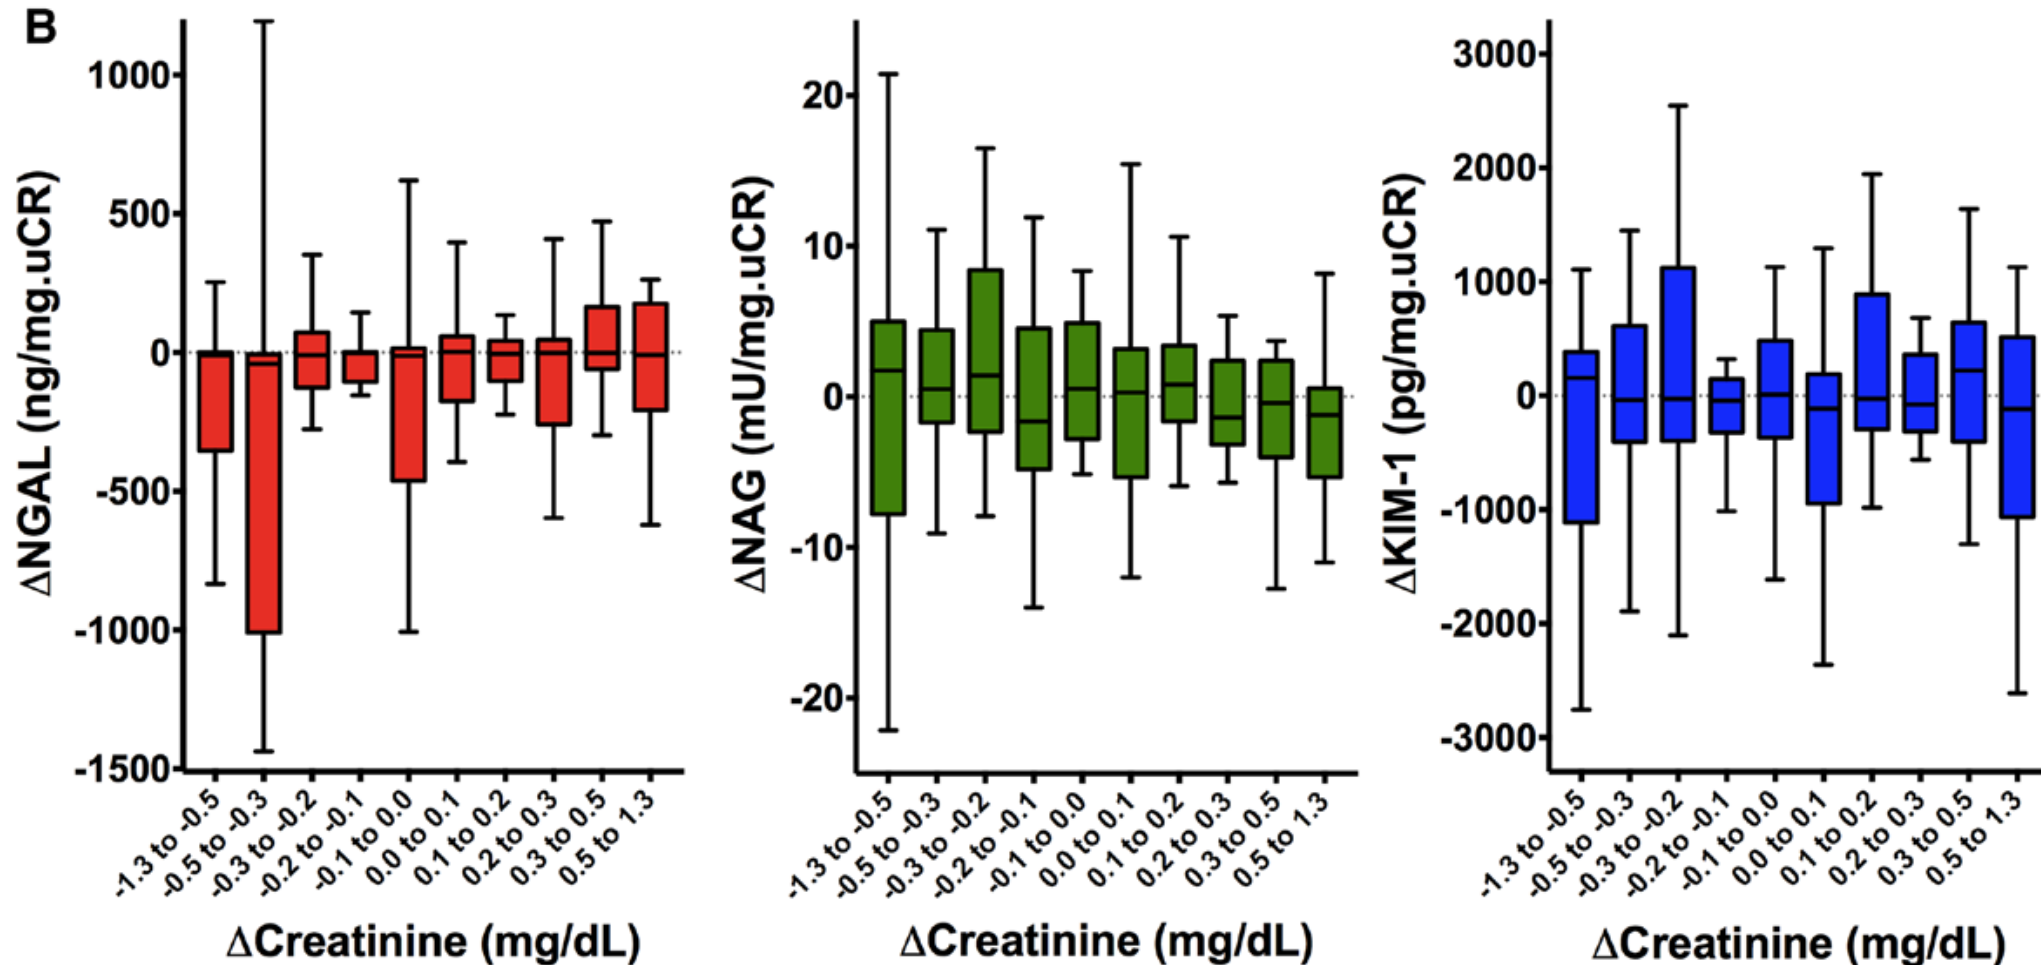 B
ΔNGAL (ng/mg.uCR)
1000
500
0
-500
-1000
-1500
-1.3 to -0.5
-0.5 to -0.3
-0.3 to -0.2
-0.2 to -0.1
-0.1 to 0.0
0.0 to 0.1
0.1 to 0.2
0.2 to 0.3
0.3 to 0.5
0.5 to 1.3
ΔCreatinine (mg/dL)
ΔNAG (mU/mg.uCR)
20
10
0
-10
-20
-1.3 to -0.5
-0.5 to -0.3
-0.3 to -0.2
-0.2 to -0.1
-0.1 to 0.0
0.0 to 0.1
0.1 to 0.2
0.2 to 0.3
0.3 to 0.5
0.5 to 1.3
ΔCreatinine (mg/dL)
ΔKIM-1 (pg/mg.uCR)
3000
2000
1000
0
-1000
-2000
-3000
-1.3 to -0.5
-0.5 to -0.3
-0.3 to -0.2
-0.2 to -0.1
-0.1 to 0.0
0.0 to 0.1
0.1 to 0.2
0.2 to 0.3
0.3 to 0.5
0.5 to 1.3
ΔCreatinine (mg/dL)